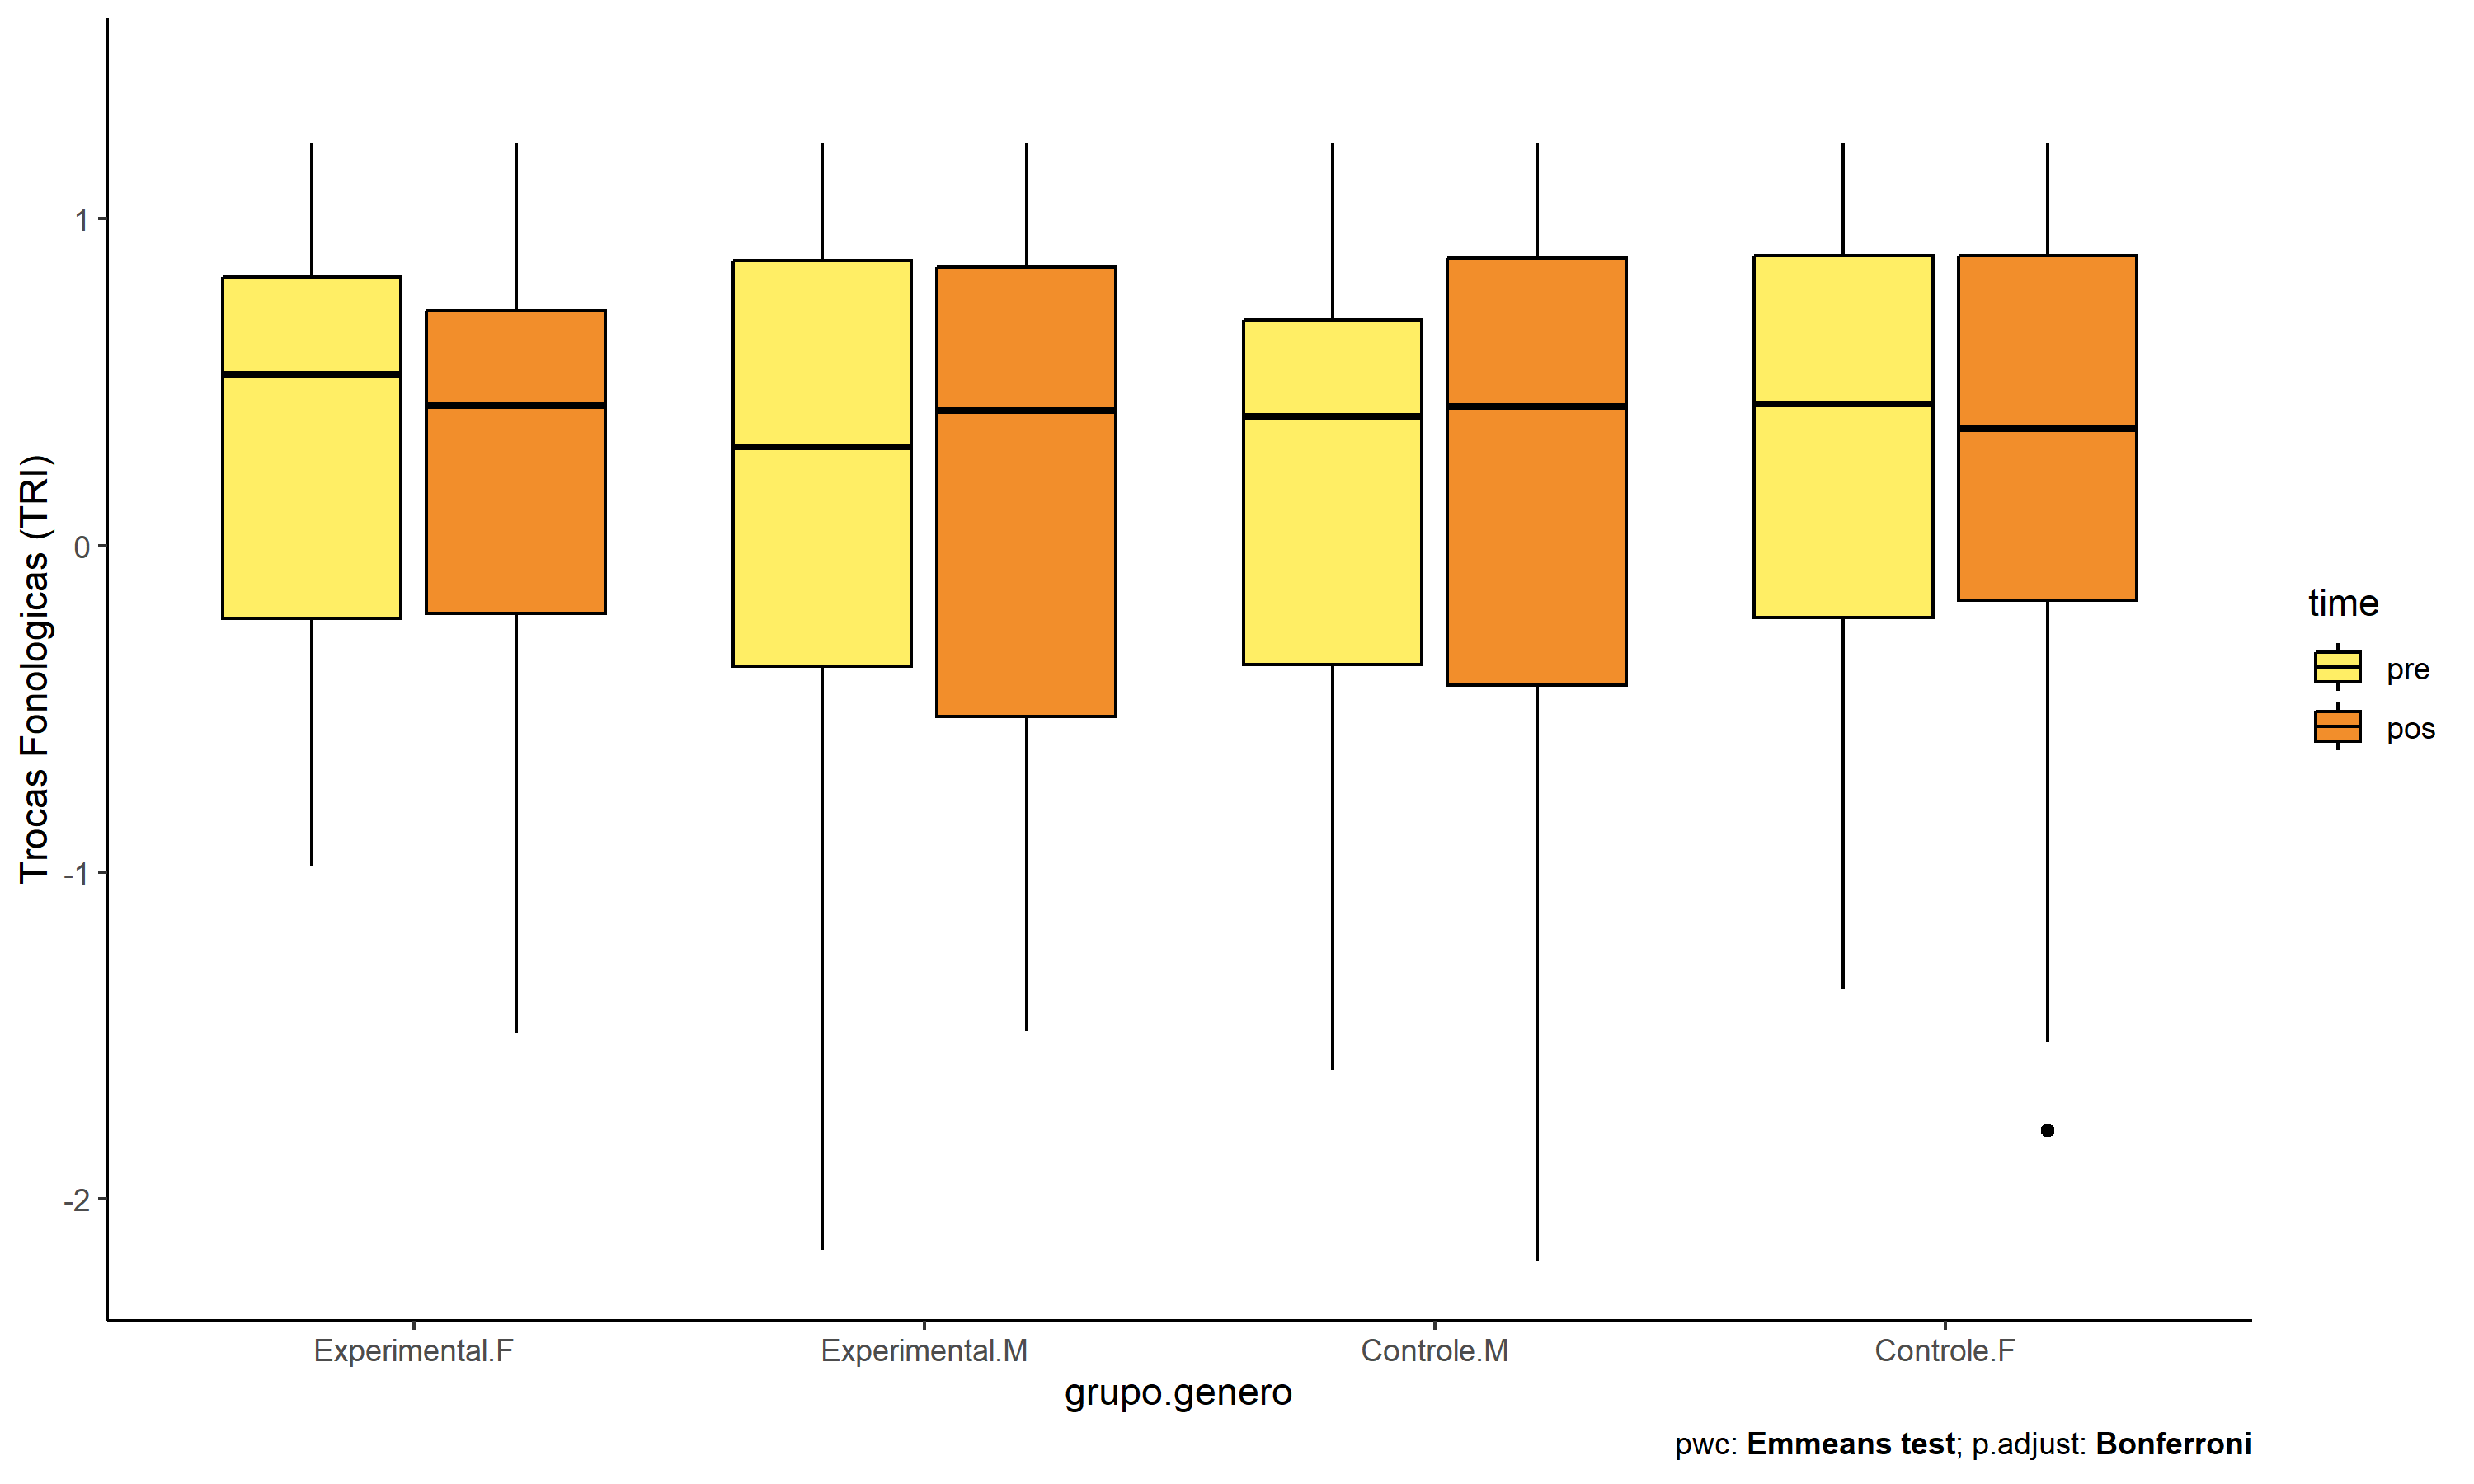 Trocas Fonologicas (TRI)
1
0
-1
-2
Experimental.F
Experimental.M
Controle.M
Controle.F
grupo.genero
time
pre
pos
pwc: Emmeans test; p.adjust: Bonferroni